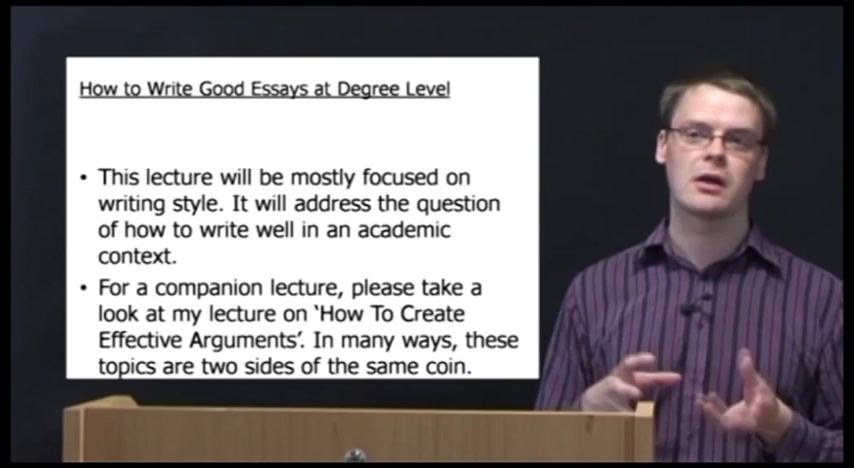 How to Write Good Essays at Degree Level
• This lecture will be mostly focused on
writing style. It will address the question
of how to write well in an academic
context.
• For a companion lecture, please take a
look at my lecture on ‘How To Create
Effective Arguments’. In many ways, these
topics are two sides of the same coin.